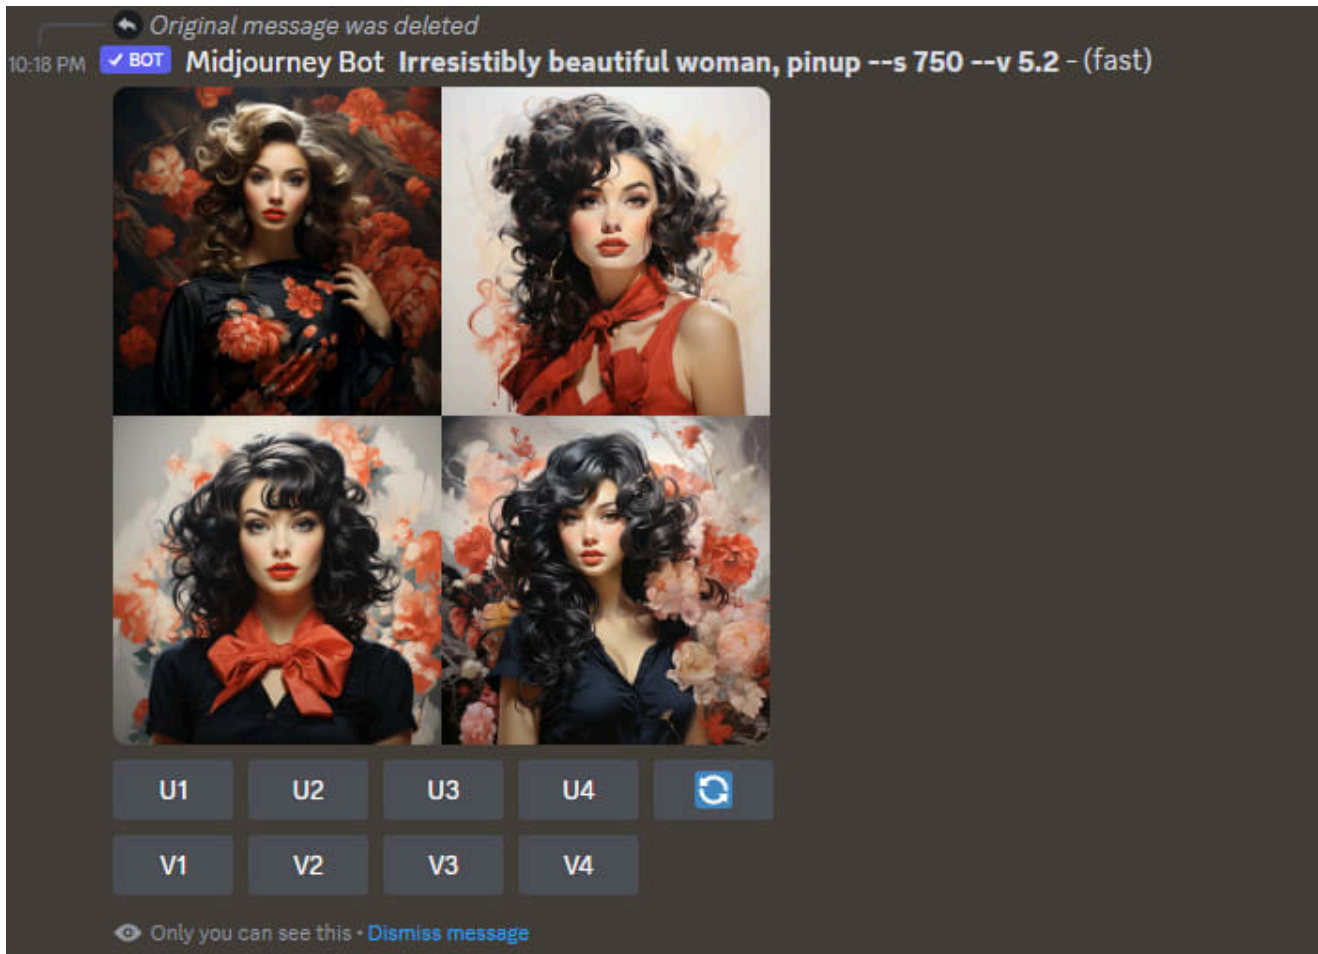 Original message was deleted
10:18 PM ✓ BOT Midjourney Bot Irresistibly beautiful woman, pinup --s 750 --v 5.2 - (fast)
U1 U2 U3 U4
V1 V2 V3 V4
Only you can see this • Dismiss message